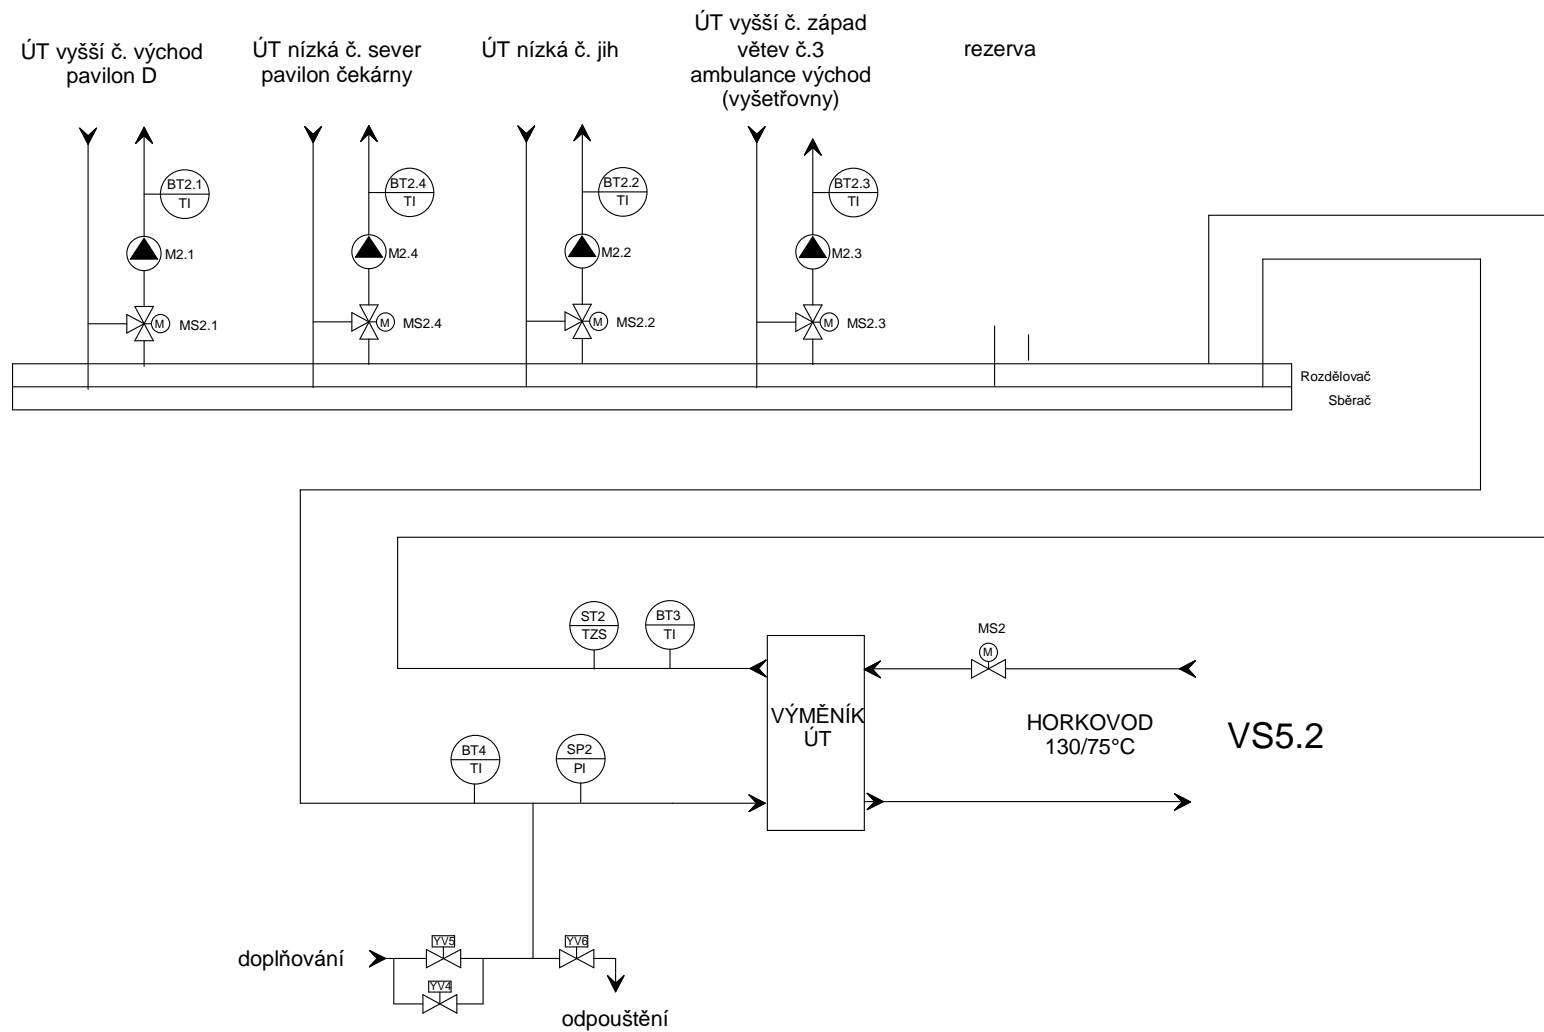 ÚT vyšší č. východ
pavilon D
ÚT nízká č. sever
pavilon čekárny
ÚT nízká č. jih
ÚT vyšší č. západ
větev č.3
ambulance východ
(vyšetřovny)
rezerva
BT2.1
TI
BT2.4
TI
BT2.2
TI
BT2.3
TI
M2.1
M2.4
M2.2
M2.3
M
MS2.1
M
MS2.4
M
MS2.2
M
MS2.3
Rozdělovač
Sběrač
ST2
TZS
BT3
TI
MS2
M
VÝMĚNÍK
ÚT
HORKOVOD
130/75°C
VS5.2
BT4
TI
SP2
PI
doplňování
YV5
YV6
YV4
odpouštění